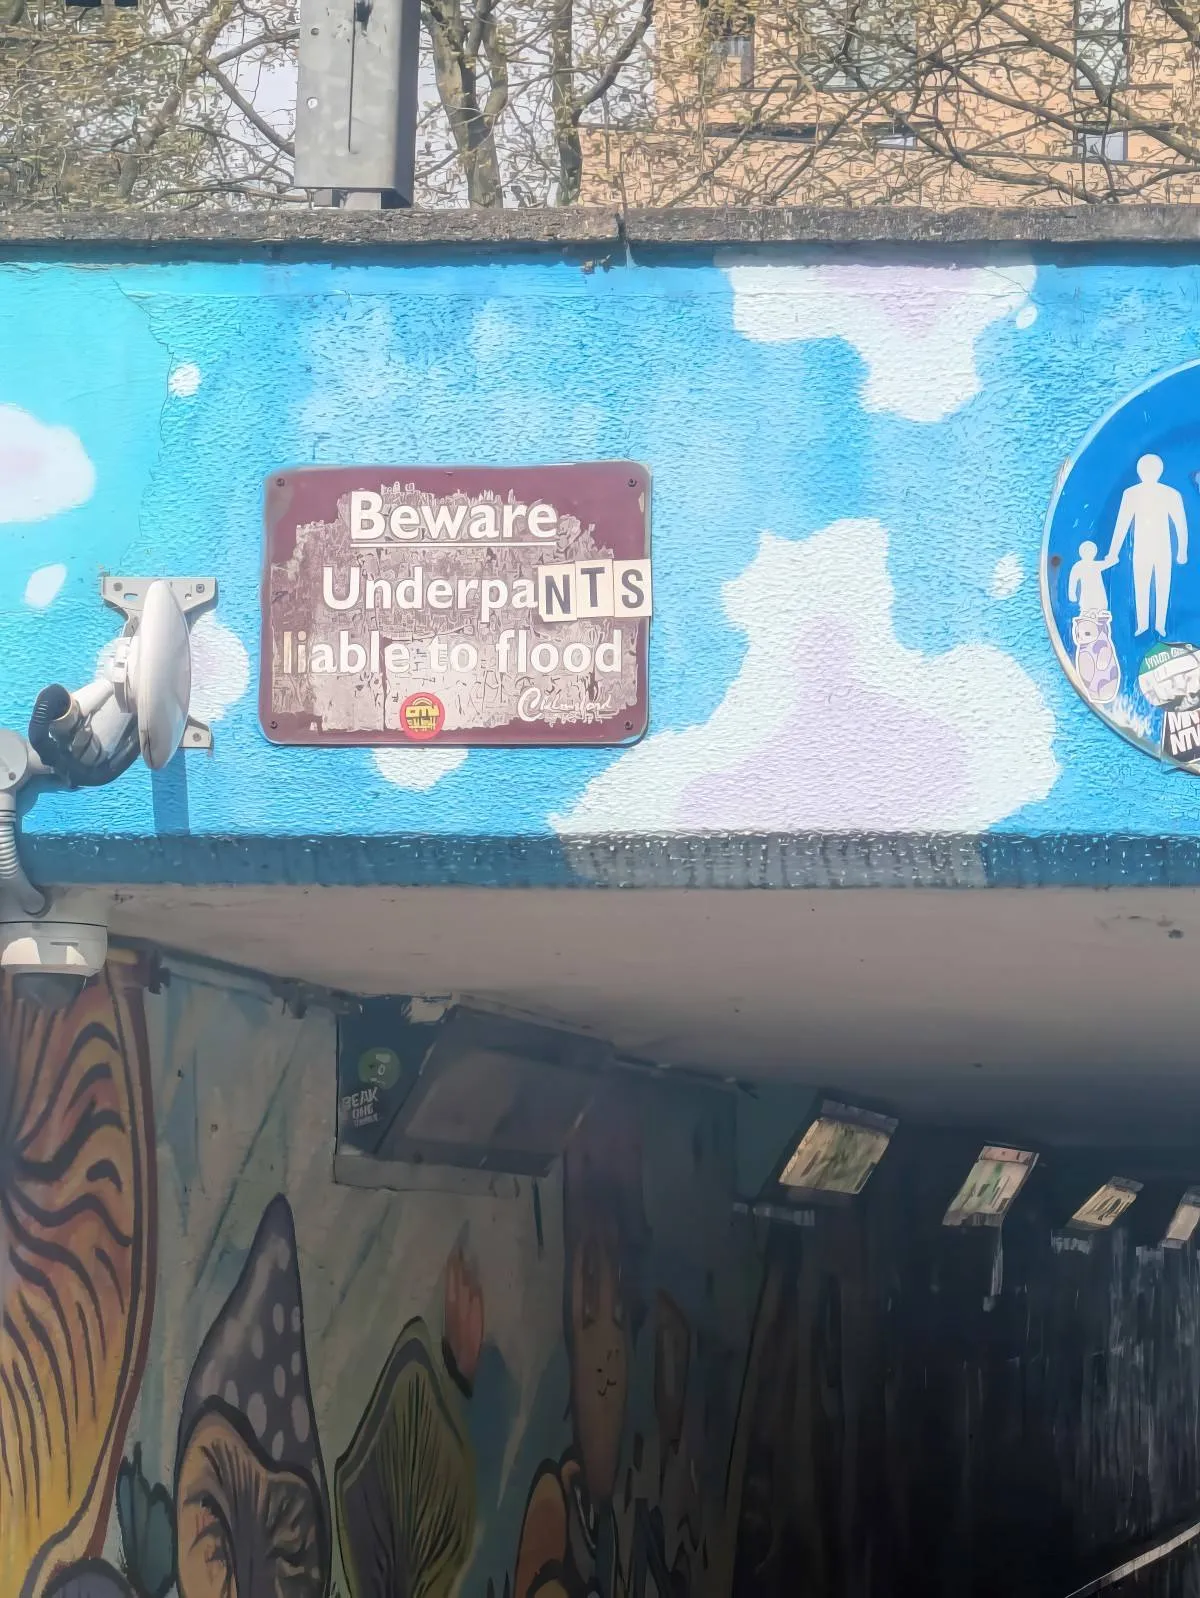 Beware
UnderpaNTS
liable to flood
Chelmsford
BEAK
ONE